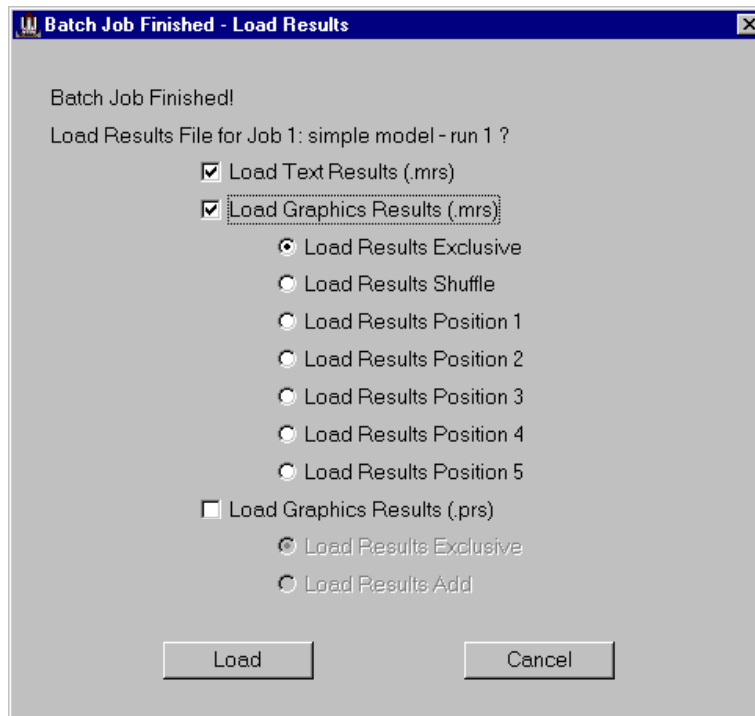 Batch Job Finished - Load Results
Batch Job Finished!
Load Results File for Job 1: simple model - run 1 ?
Load Text Results (.mrs)
Load Graphics Results (.mrs)
Load Results Exclusive
Load Results Shuffle
Load Results Position 1
Load Results Position 2
Load Results Position 3
Load Results Position 4
Load Results Position 5
Load Graphics Results (.prs)
Load Results Exclusive
Load Results Add
Load Cancel